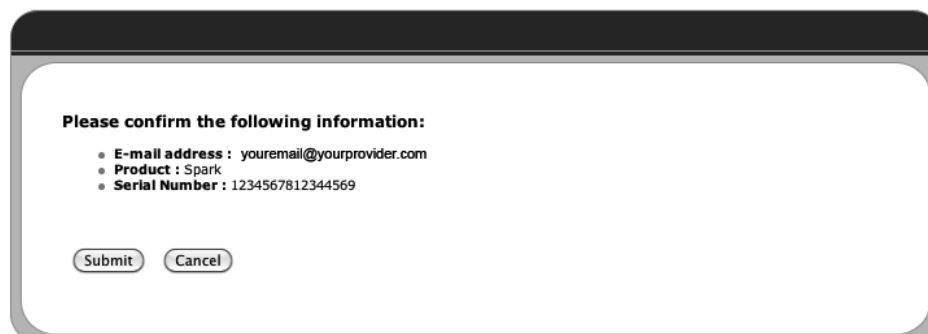 Please confirm the following information:
E-mail address : youremail@yourprovider.com
Product : Spark
Serial Number : 1234567812344569
Submit Cancel